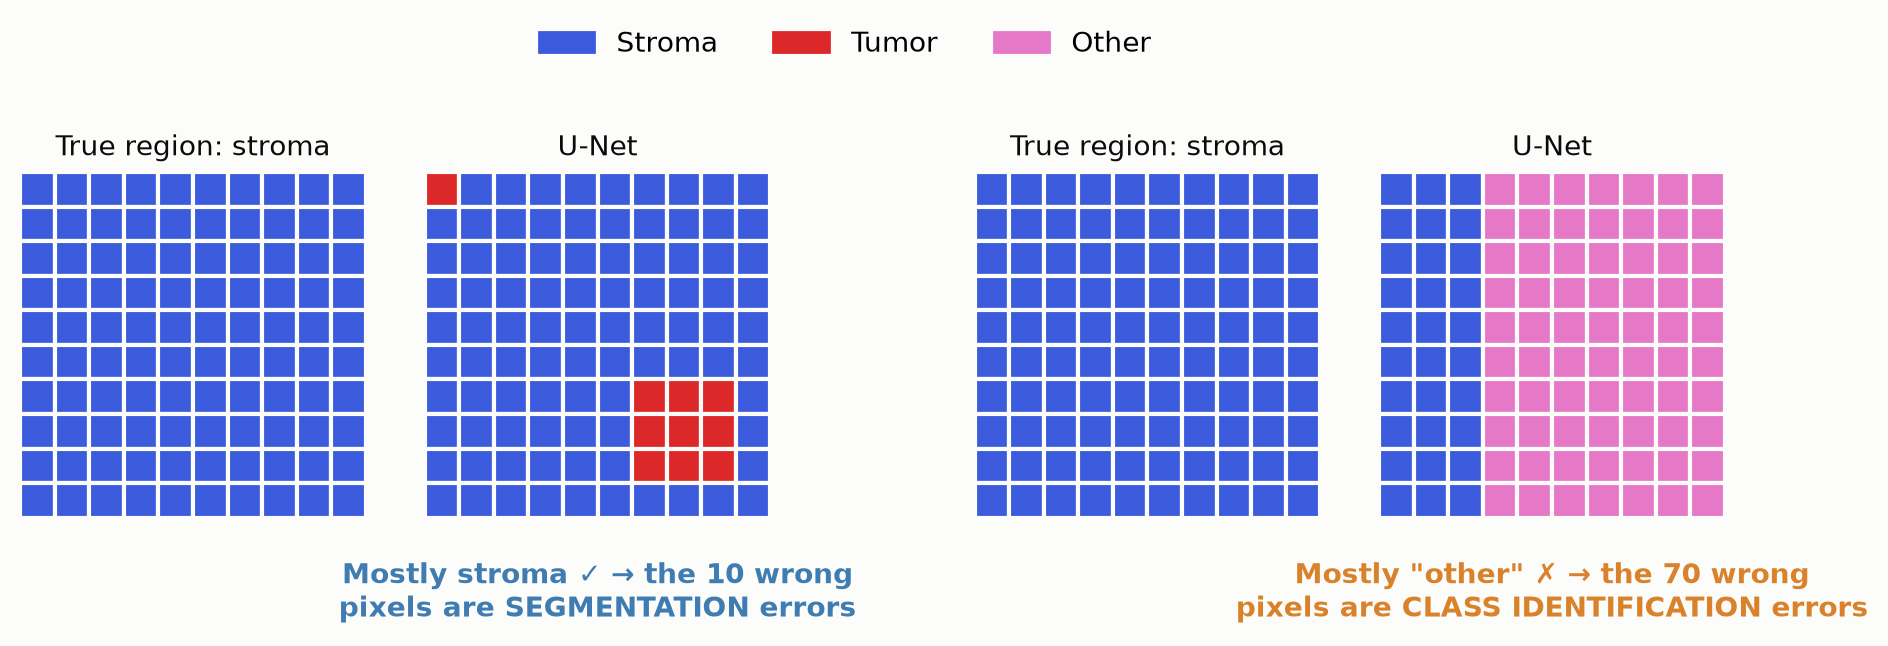 Stroma Tumor Other
True region: stroma U-Net True region: stroma U-Net
Mostly stroma ✓ → the 10 wrong
pixels are SEGMENTATION errors
Mostly "other" ✗ → the 70 wrong
pixels are CLASS IDENTIFICATION errors